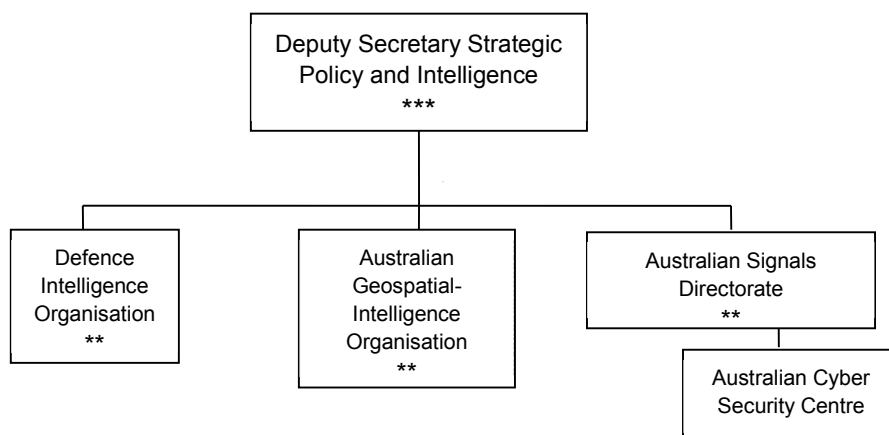 Deputy Secretary Strategic
Policy and Intelligence
***
Defence
Intelligence
Organisation
**
Australian
Geospatial-
Intelligence
Organisation
**
Australian Signals
Directorate
**
Australian Cyber
Security Centre